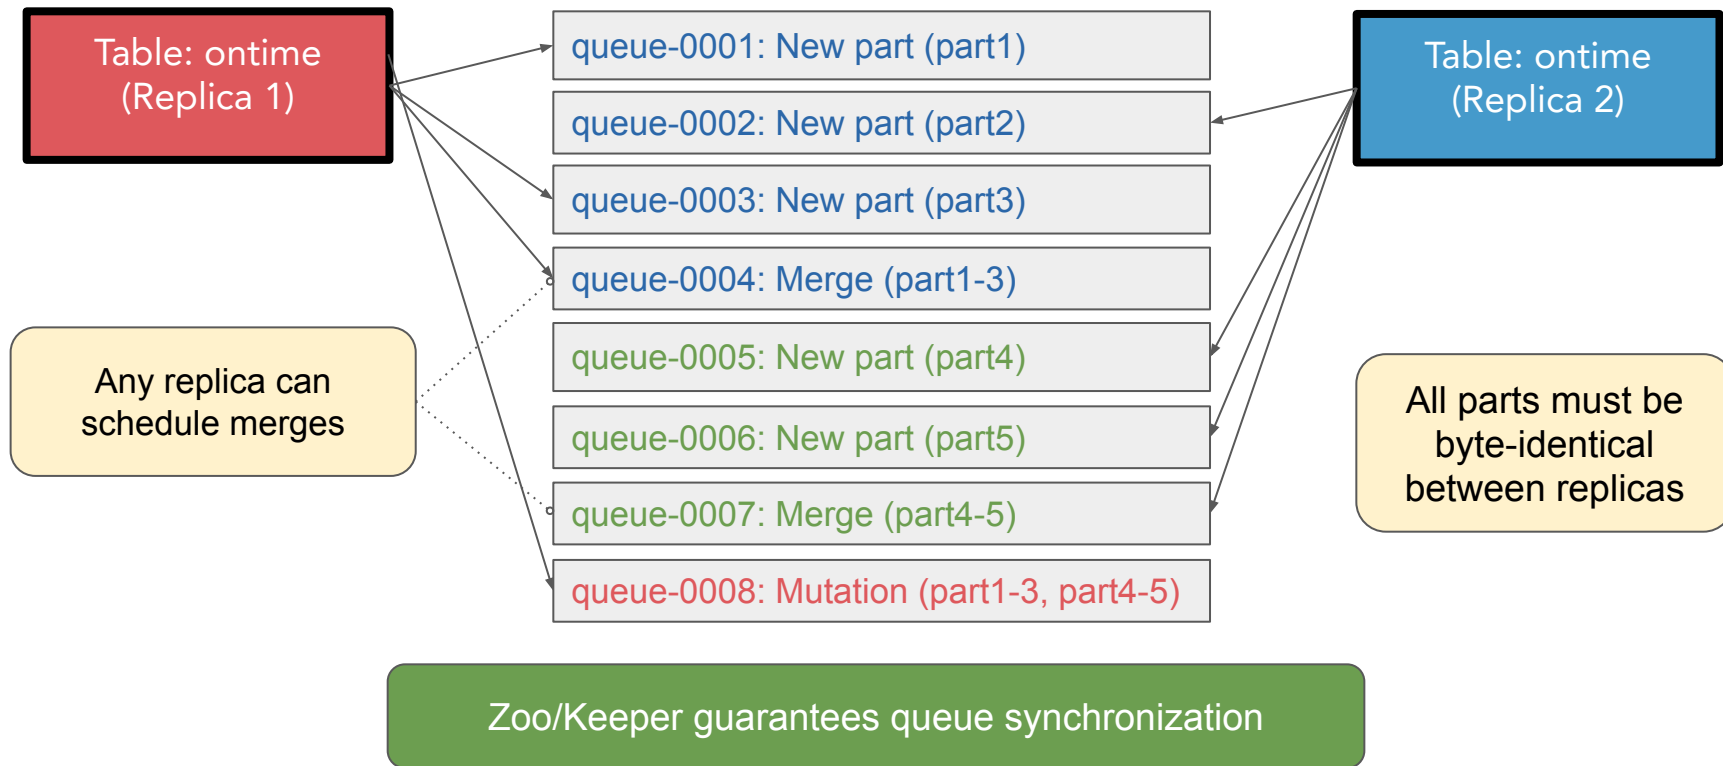 Table: ontime
(Replica 1)
queue-0001: New part (part1)
queue-0002: New part (part2)
queue-0003: New part (part3)
queue-0004: Merge (part1-3)
queue-0005: New part (part4)
queue-0006: New part (part5)
queue-0007: Merge (part4-5)
queue-0008: Mutation (part1-3, part4-5)
Table: ontime
(Replica 2)
Any replica can
schedule merges
All parts must be
byte-identical
between replicas
Zoo/Keeper guarantees queue synchronization